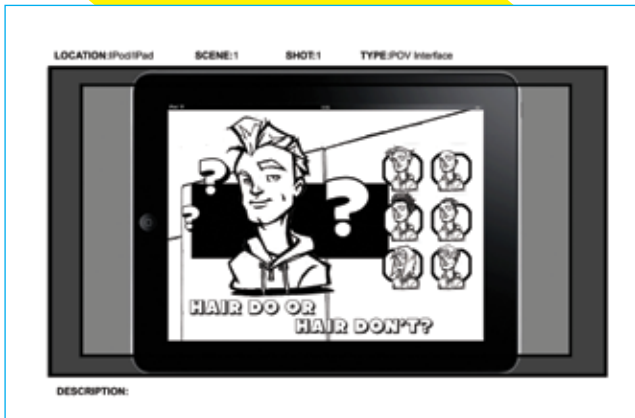 LOCATION:IPod/IPad SCENE:1 SHOT:1 TYPE:POV Interface
? ?
?
HAIR DO OR
HAIR DON'T?
DESCRIPTION: